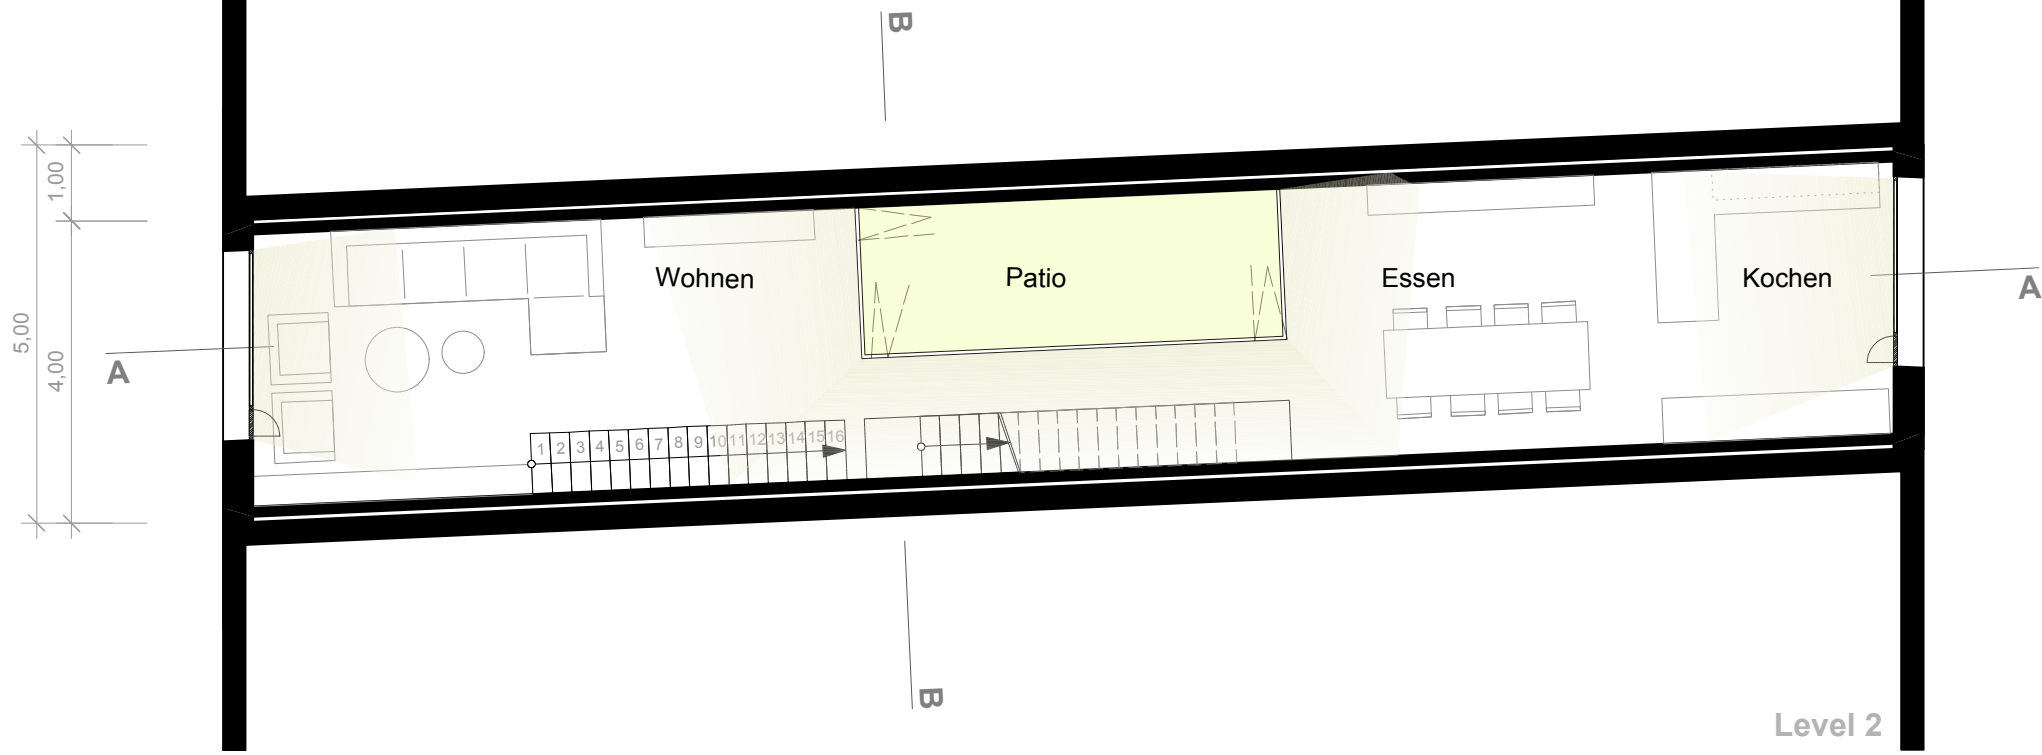 B
1,00
Wohnen
Patio
Essen
Kochen
A
5,00
4,00
A
1 2 3 4 5 6 7 8 9 10 11 12 13 14 15 16
B
Level 2